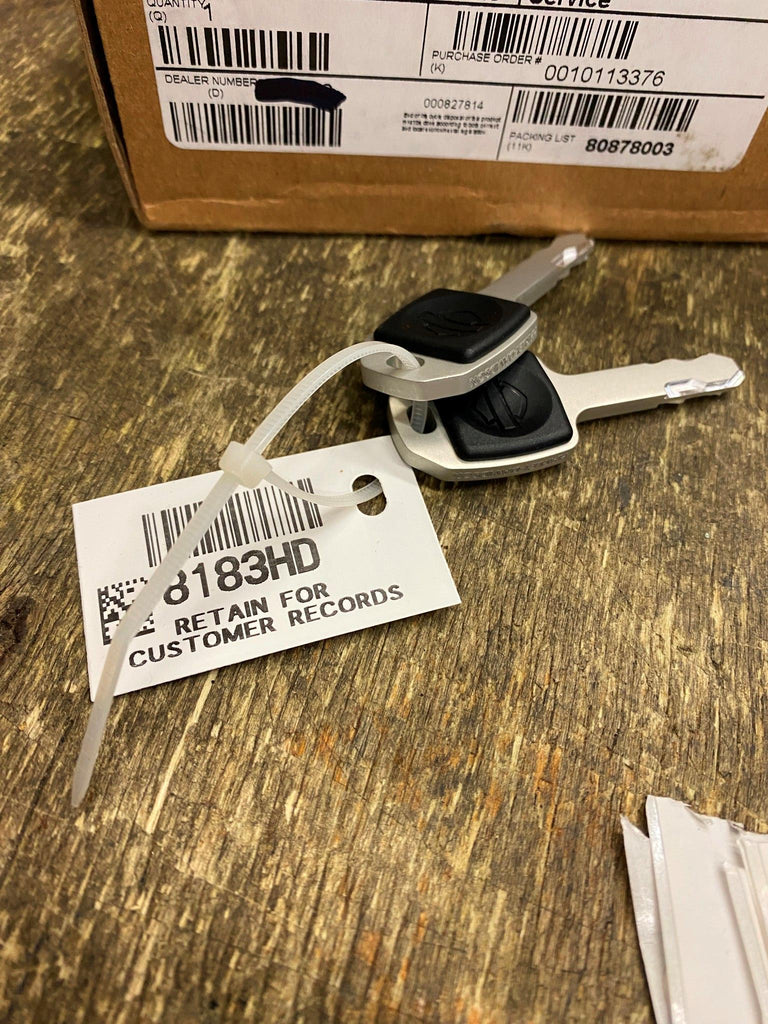 Service
QUANTITY 1
(Q)
PURCHASE ORDER #
(K)
0010113376
DEALER NUMBER
(D)
000827814
PACKING LIST
(11K)
80878003
8183HD
RETAIN FOR
CUSTOMER RECORDS